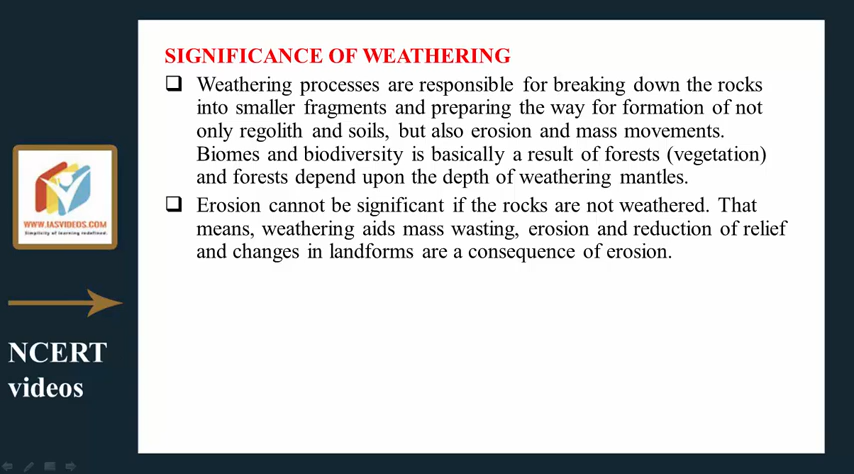 SIGNIFICANCE OF WEATHERING
Weathering processes are responsible for breaking down the rocks
into smaller fragments and preparing the way for formation of not
only regolith and soils, but also erosion and mass movements.
Biomes and biodiversity is basically a result of forests (vegetation)
and forests depend upon the depth of weathering mantles.
Erosion cannot be significant if the rocks are not weathered. That
means, weathering aids mass wasting, erosion and reduction of relief
and changes in landforms are a consequence of erosion.
WWW.IASVIDEOS.COM
Simplicity of learning redefined.
NCERT
videos